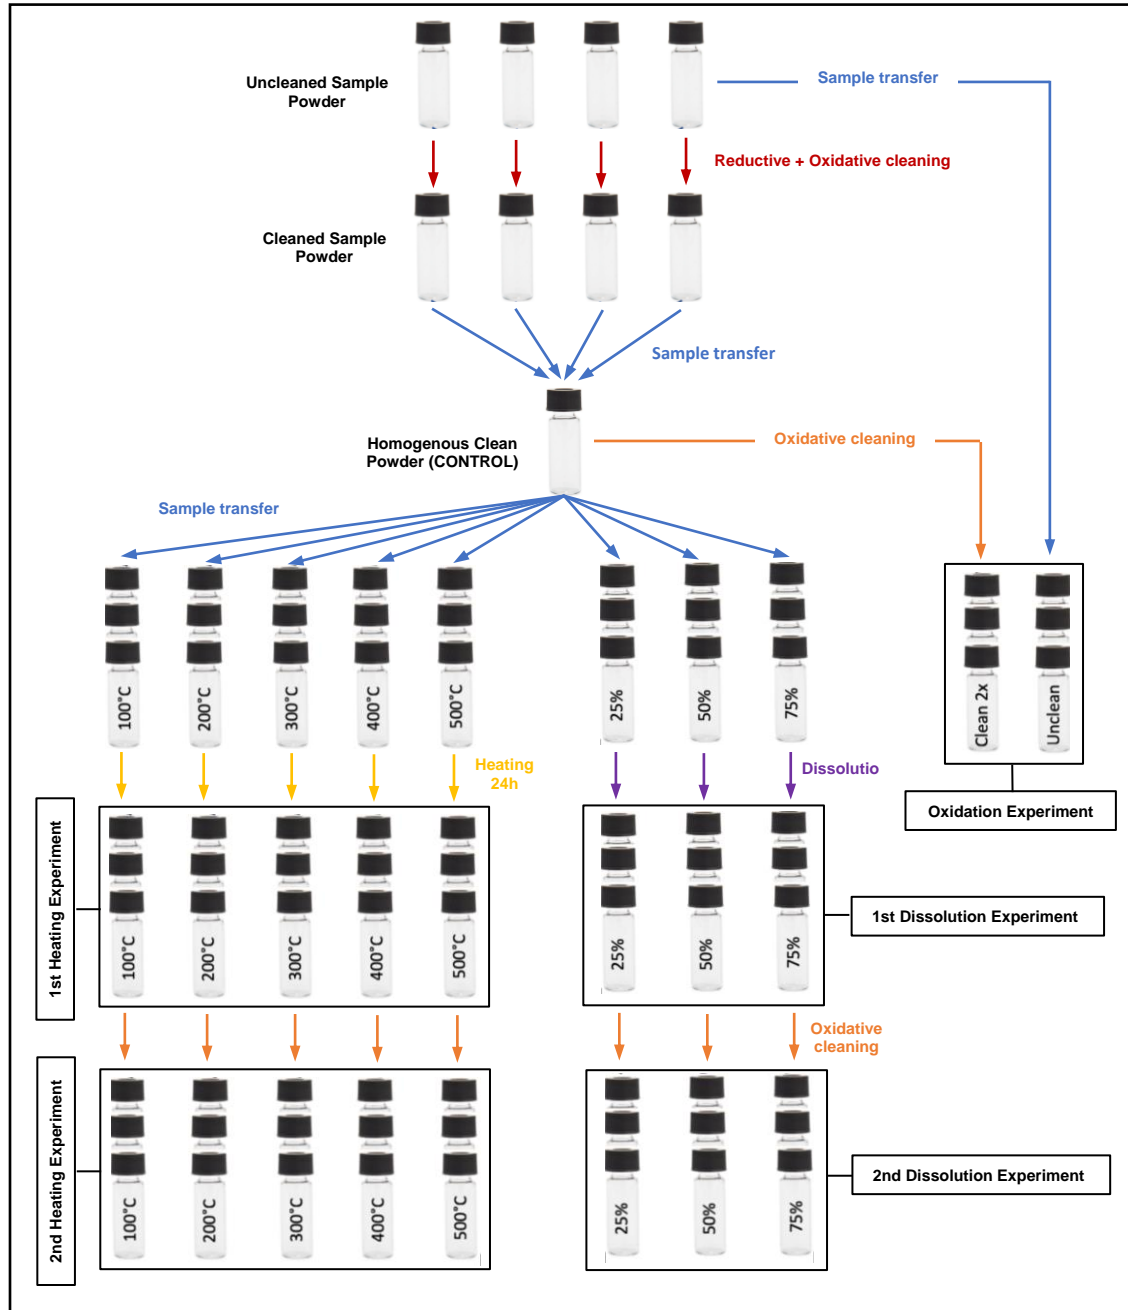 Uncleaned Sample
Powder
Sample transfer
Reductive + Oxidative cleaning
Cleaned Sample
Powder
Sample transfer
Homogenous Clean
Powder (CONTROL)
Oxidative cleaning
Sample transfer
100°C
200°C
300°C
400°C
500°C
25%
50%
75%
Clean 2x
Unclean
Heating
24h
Dissolutio
Oxidation Experiment
1st Heating Experiment
100°C
200°C
300°C
400°C
500°C
25%
50%
75%
1st Dissolution Experiment
Oxidative
cleaning
2nd Heating Experiment
100°C
200°C
300°C
400°C
500°C
25%
50%
75%
2nd Dissolution Experiment